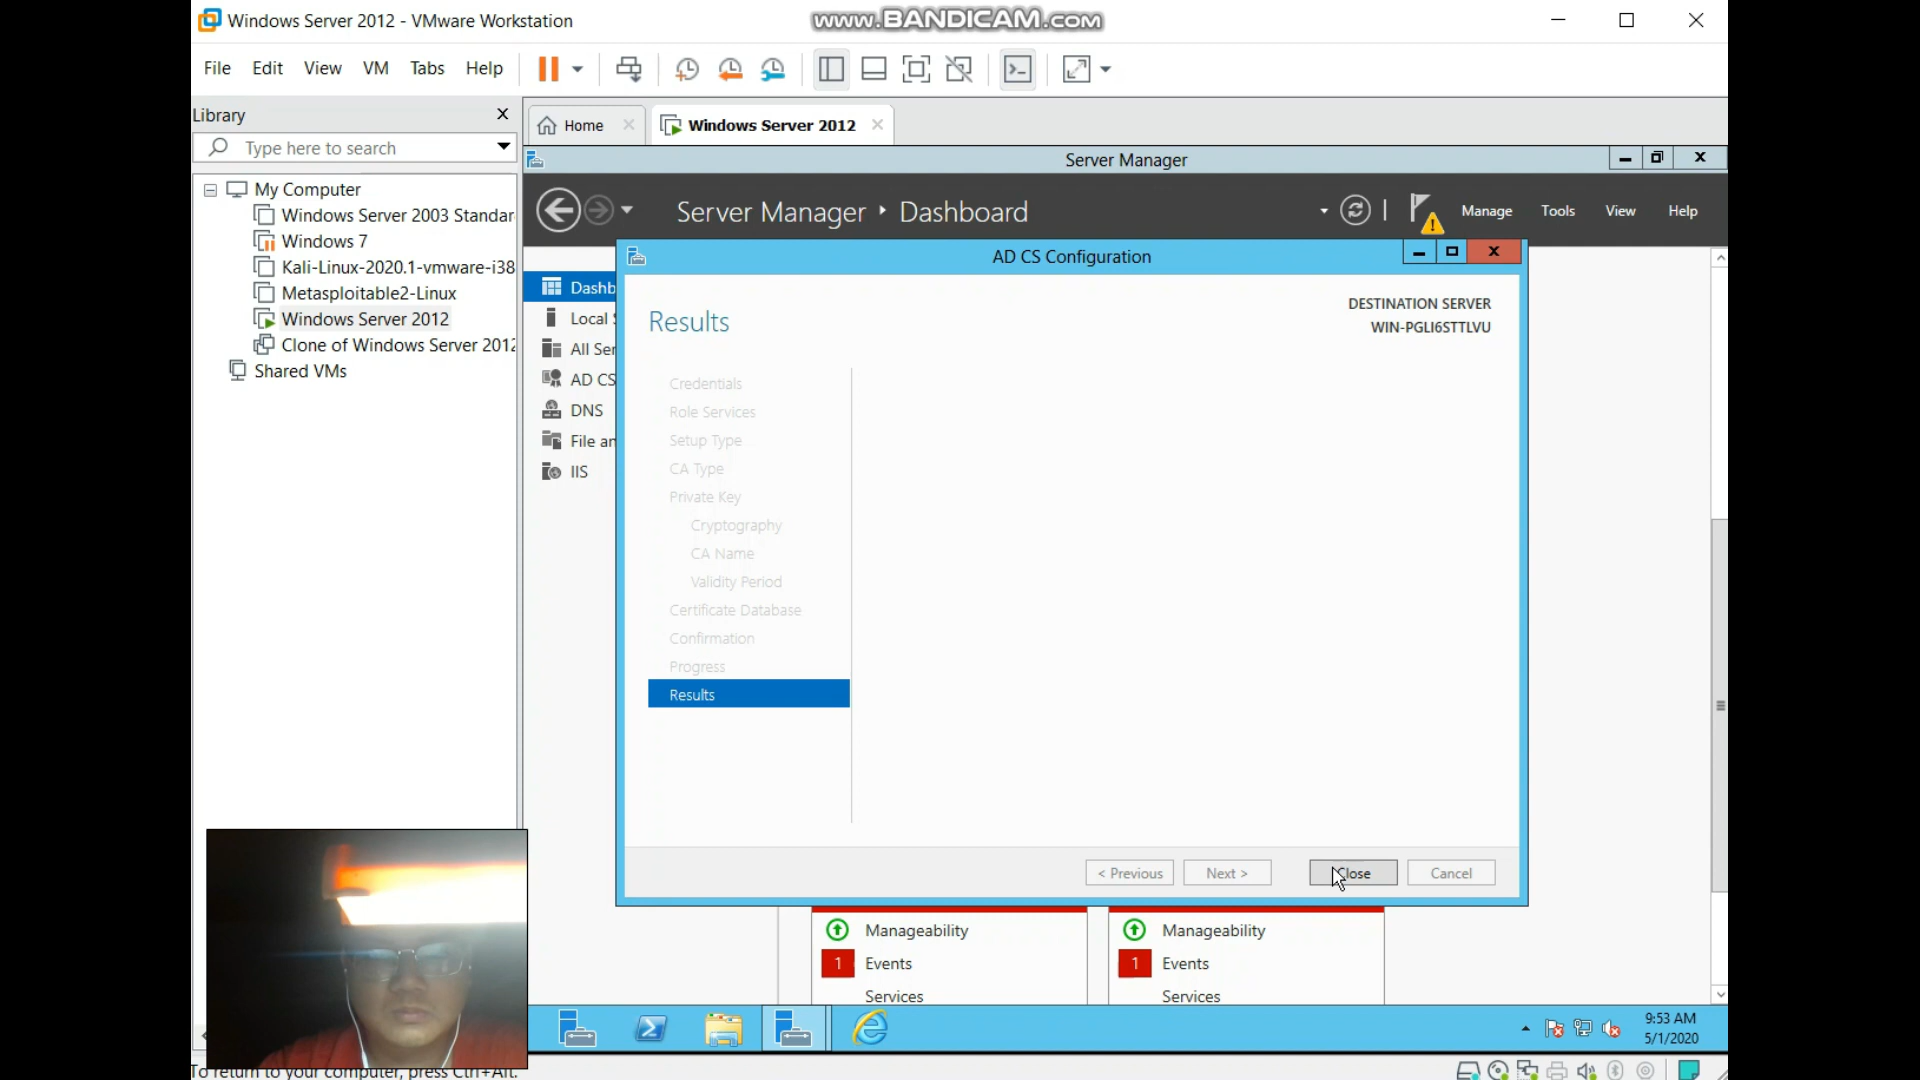 Windows Server 2012 - VMware Workstation
www.BANDICAM.com
File Edit View VM Tabs Help
Library
Type here to search
Home
Windows Server 2012
My Computer
Windows Server 2003 Standar
Windows 7
Kali-Linux-2020.1-vmware-i38
Metasploitable2-Linux
Windows Server 2012
Clone of Windows Server 2012
Shared VMs
Server Manager
Server Manager Dashboard
Manage Tools View Help
Dashb
Local S
All Ser
AD CS
DNS
File an
IIS
AD CS Configuration
Results
DESTINATION SERVER
WIN-PGLI6STTLVU
Credentials
Role Services
Setup Type
CA Type
Private Key
Cryptography
CA Name
Validity Period
Certificate Database
Confirmation
Progress
Results
< Previous
Next >
Close
Cancel
Manageability
1 Events
Services
Manageability
1 Events
Services
9:53 AM
5/1/2020
To return to your computer, press Ctrl+Alt.